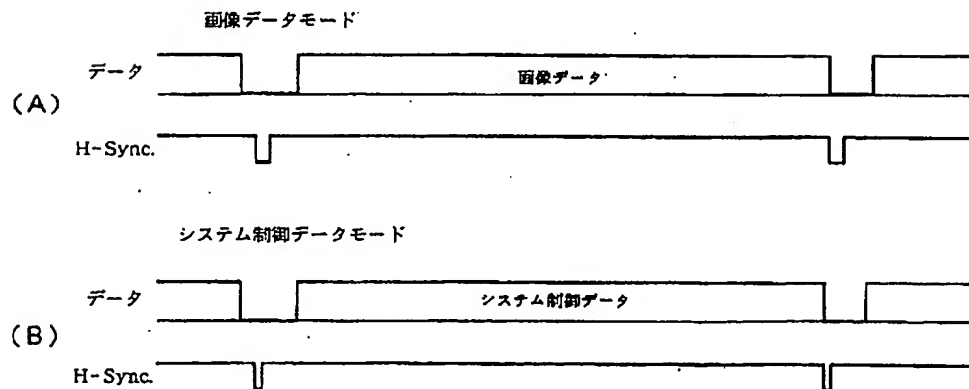 画像データモード
データ
画像データ
(A)
H-Sync.
システム制御データモード
データ
システム制御データ
(B)
H-Sync.